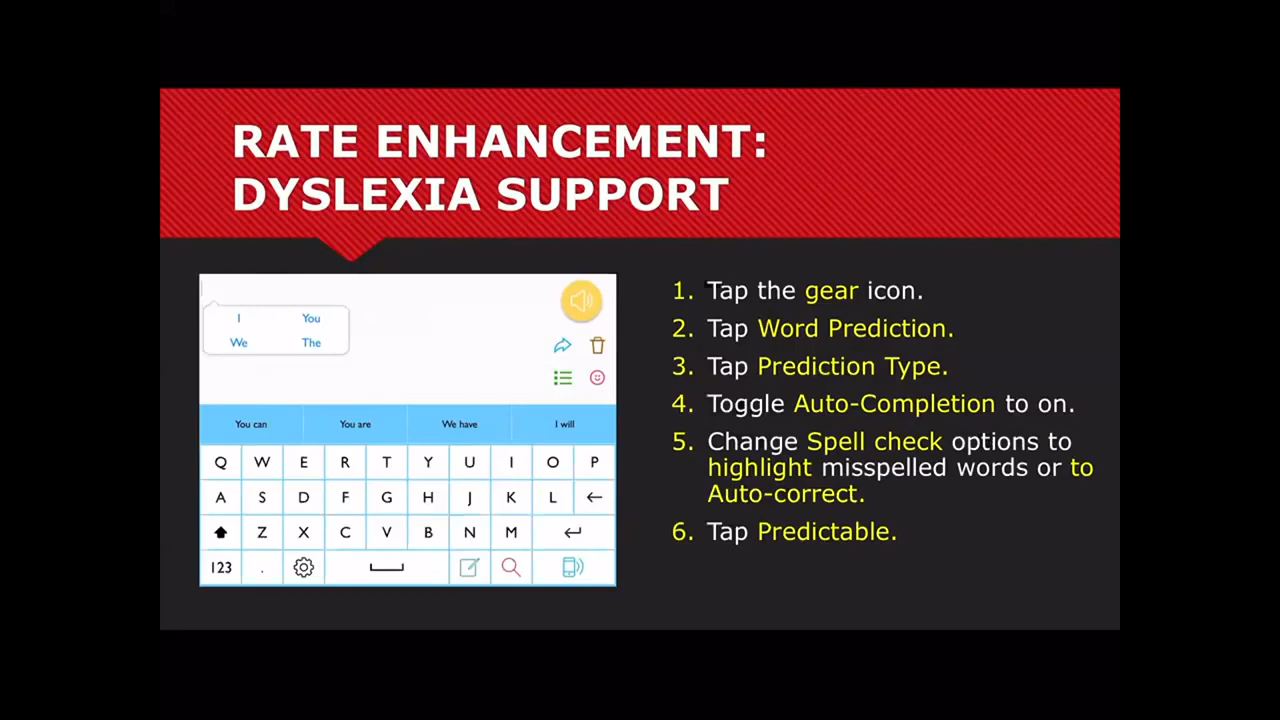 RATE ENHANCEMENT:
DYSLEXIA SUPPORT
I You
We The
You can You are We have I will
Q W E R T Y U I O P
A S D F G H J K L
Z X C V B N M
123 .
1. Tap the gear icon.
2. Tap Word Prediction.
3. Tap Prediction Type.
4. Toggle Auto-Completion to on.
5. Change Spell check options to
highlight misspelled words or to
Auto-correct.
6. Tap Predictable.